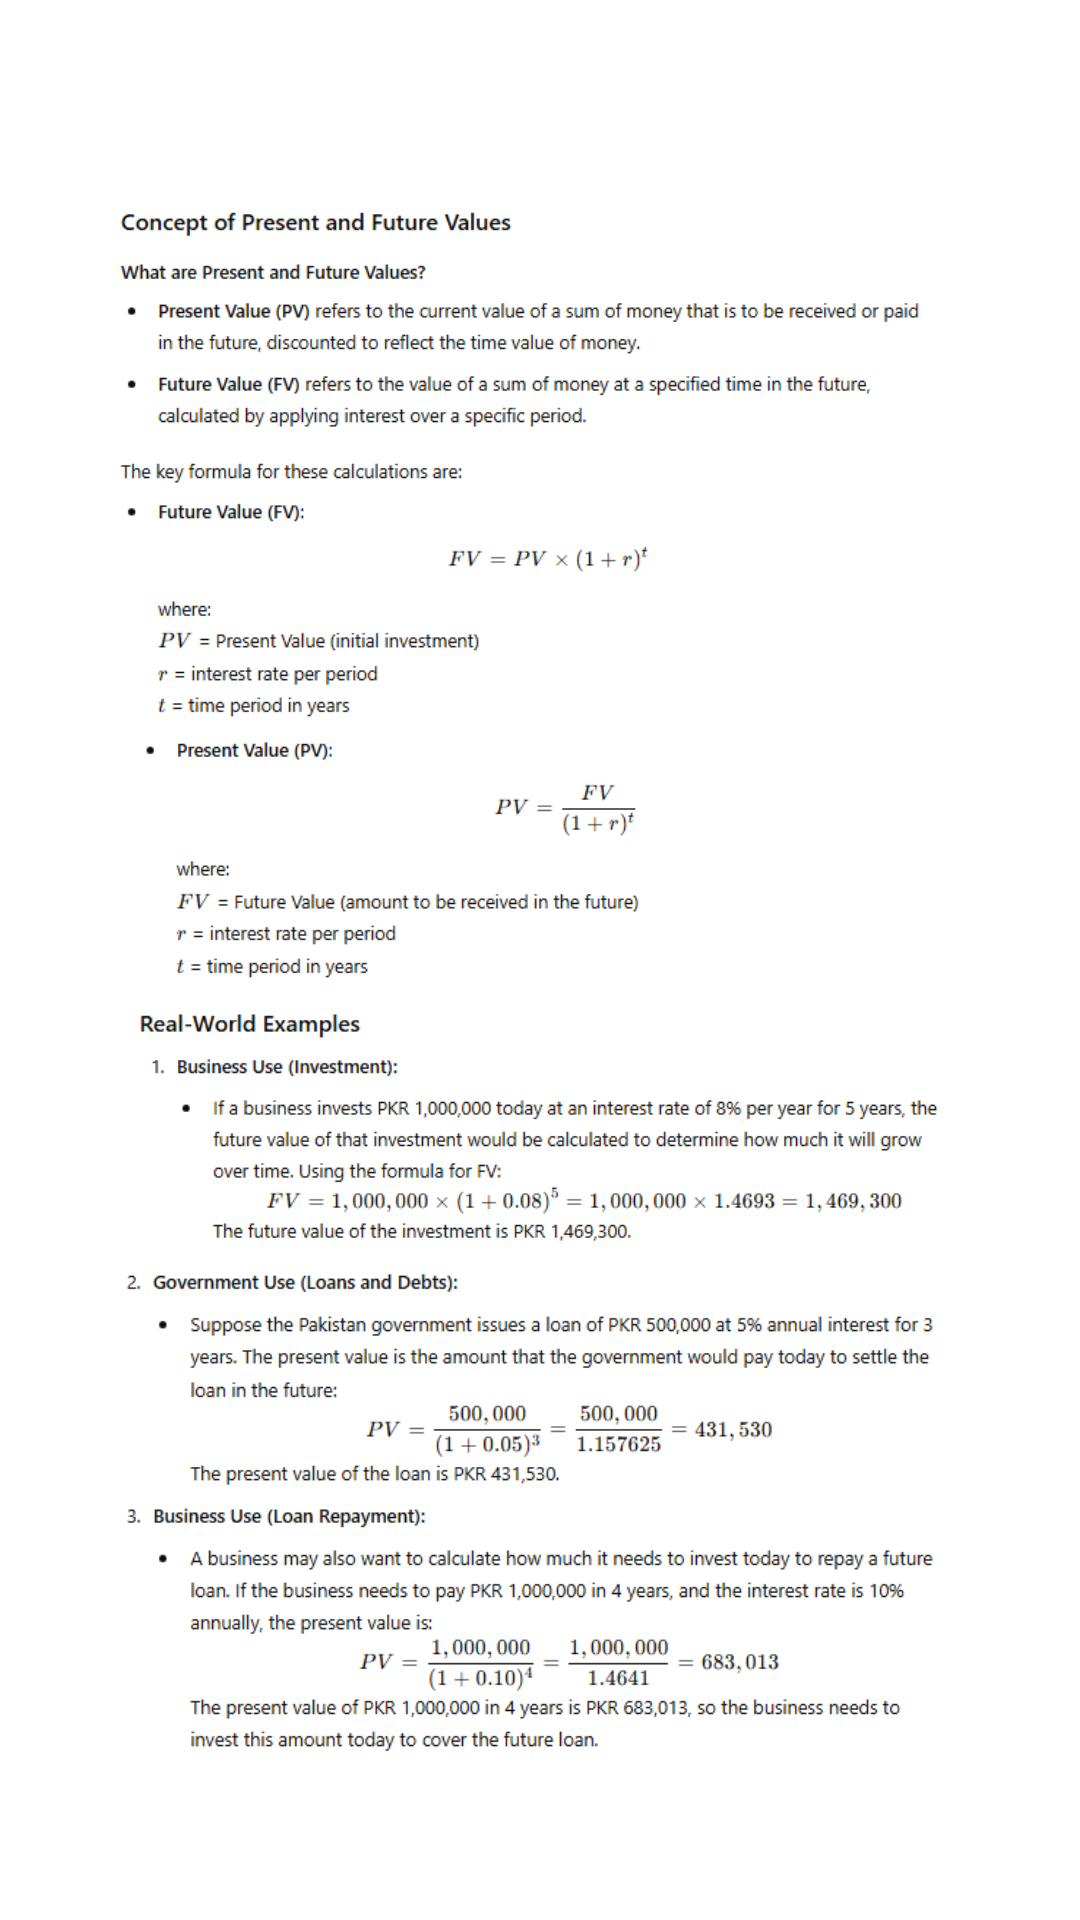 Concept of Present and Future Values
What are Present and Future Values?
• Present Value (PV) refers to the current value of a sum of money that is to be received or paid
in the future, discounted to reflect the time value of money.
• Future Value (FV) refers to the value of a sum of money at a specified time in the future,
calculated by applying interest over a specific period.
The key formula for these calculations are:
• Future Value (FV):
FV = PV × (1 + r)^t
where:
PV = Present Value (initial investment)
r = interest rate per period
t = time period in years
• Present Value (PV):
PV = FV / (1 + r)^t
where:
FV = Future Value (amount to be received in the future)
r = interest rate per period
t = time period in years
Real-World Examples
1. Business Use (Investment):
• If a business invests PKR 1,000,000 today at an interest rate of 8% per year for 5 years, the
future value of that investment would be calculated to determine how much it will grow
over time. Using the formula for FV:
FV = 1,000,000 × (1 + 0.08)^5 = 1,000,000 × 1.4693 = 1,469,300
The future value of the investment is PKR 1,469,300.
2. Government Use (Loans and Debts):
• Suppose the Pakistan government issues a loan of PKR 500,000 at 5% annual interest for 3
years. The present value is the amount that the government would pay today to settle the
loan in the future:
PV = 500,000 / (1 + 0.05)^3 = 500,000 / 1.157625 = 431,530
The present value of the loan is PKR 431,530.
3. Business Use (Loan Repayment):
• A business may also want to calculate how much it needs to invest today to repay a future
loan. If the business needs to pay PKR 1,000,000 in 4 years, and the interest rate is 10%
annually, the present value is:
PV = 1,000,000 / (1 + 0.10)^4 = 1,000,000 / 1.4641 = 683,013
The present value of PKR 1,000,000 in 4 years is PKR 683,013, so the business needs to
invest this amount today to cover the future loan.